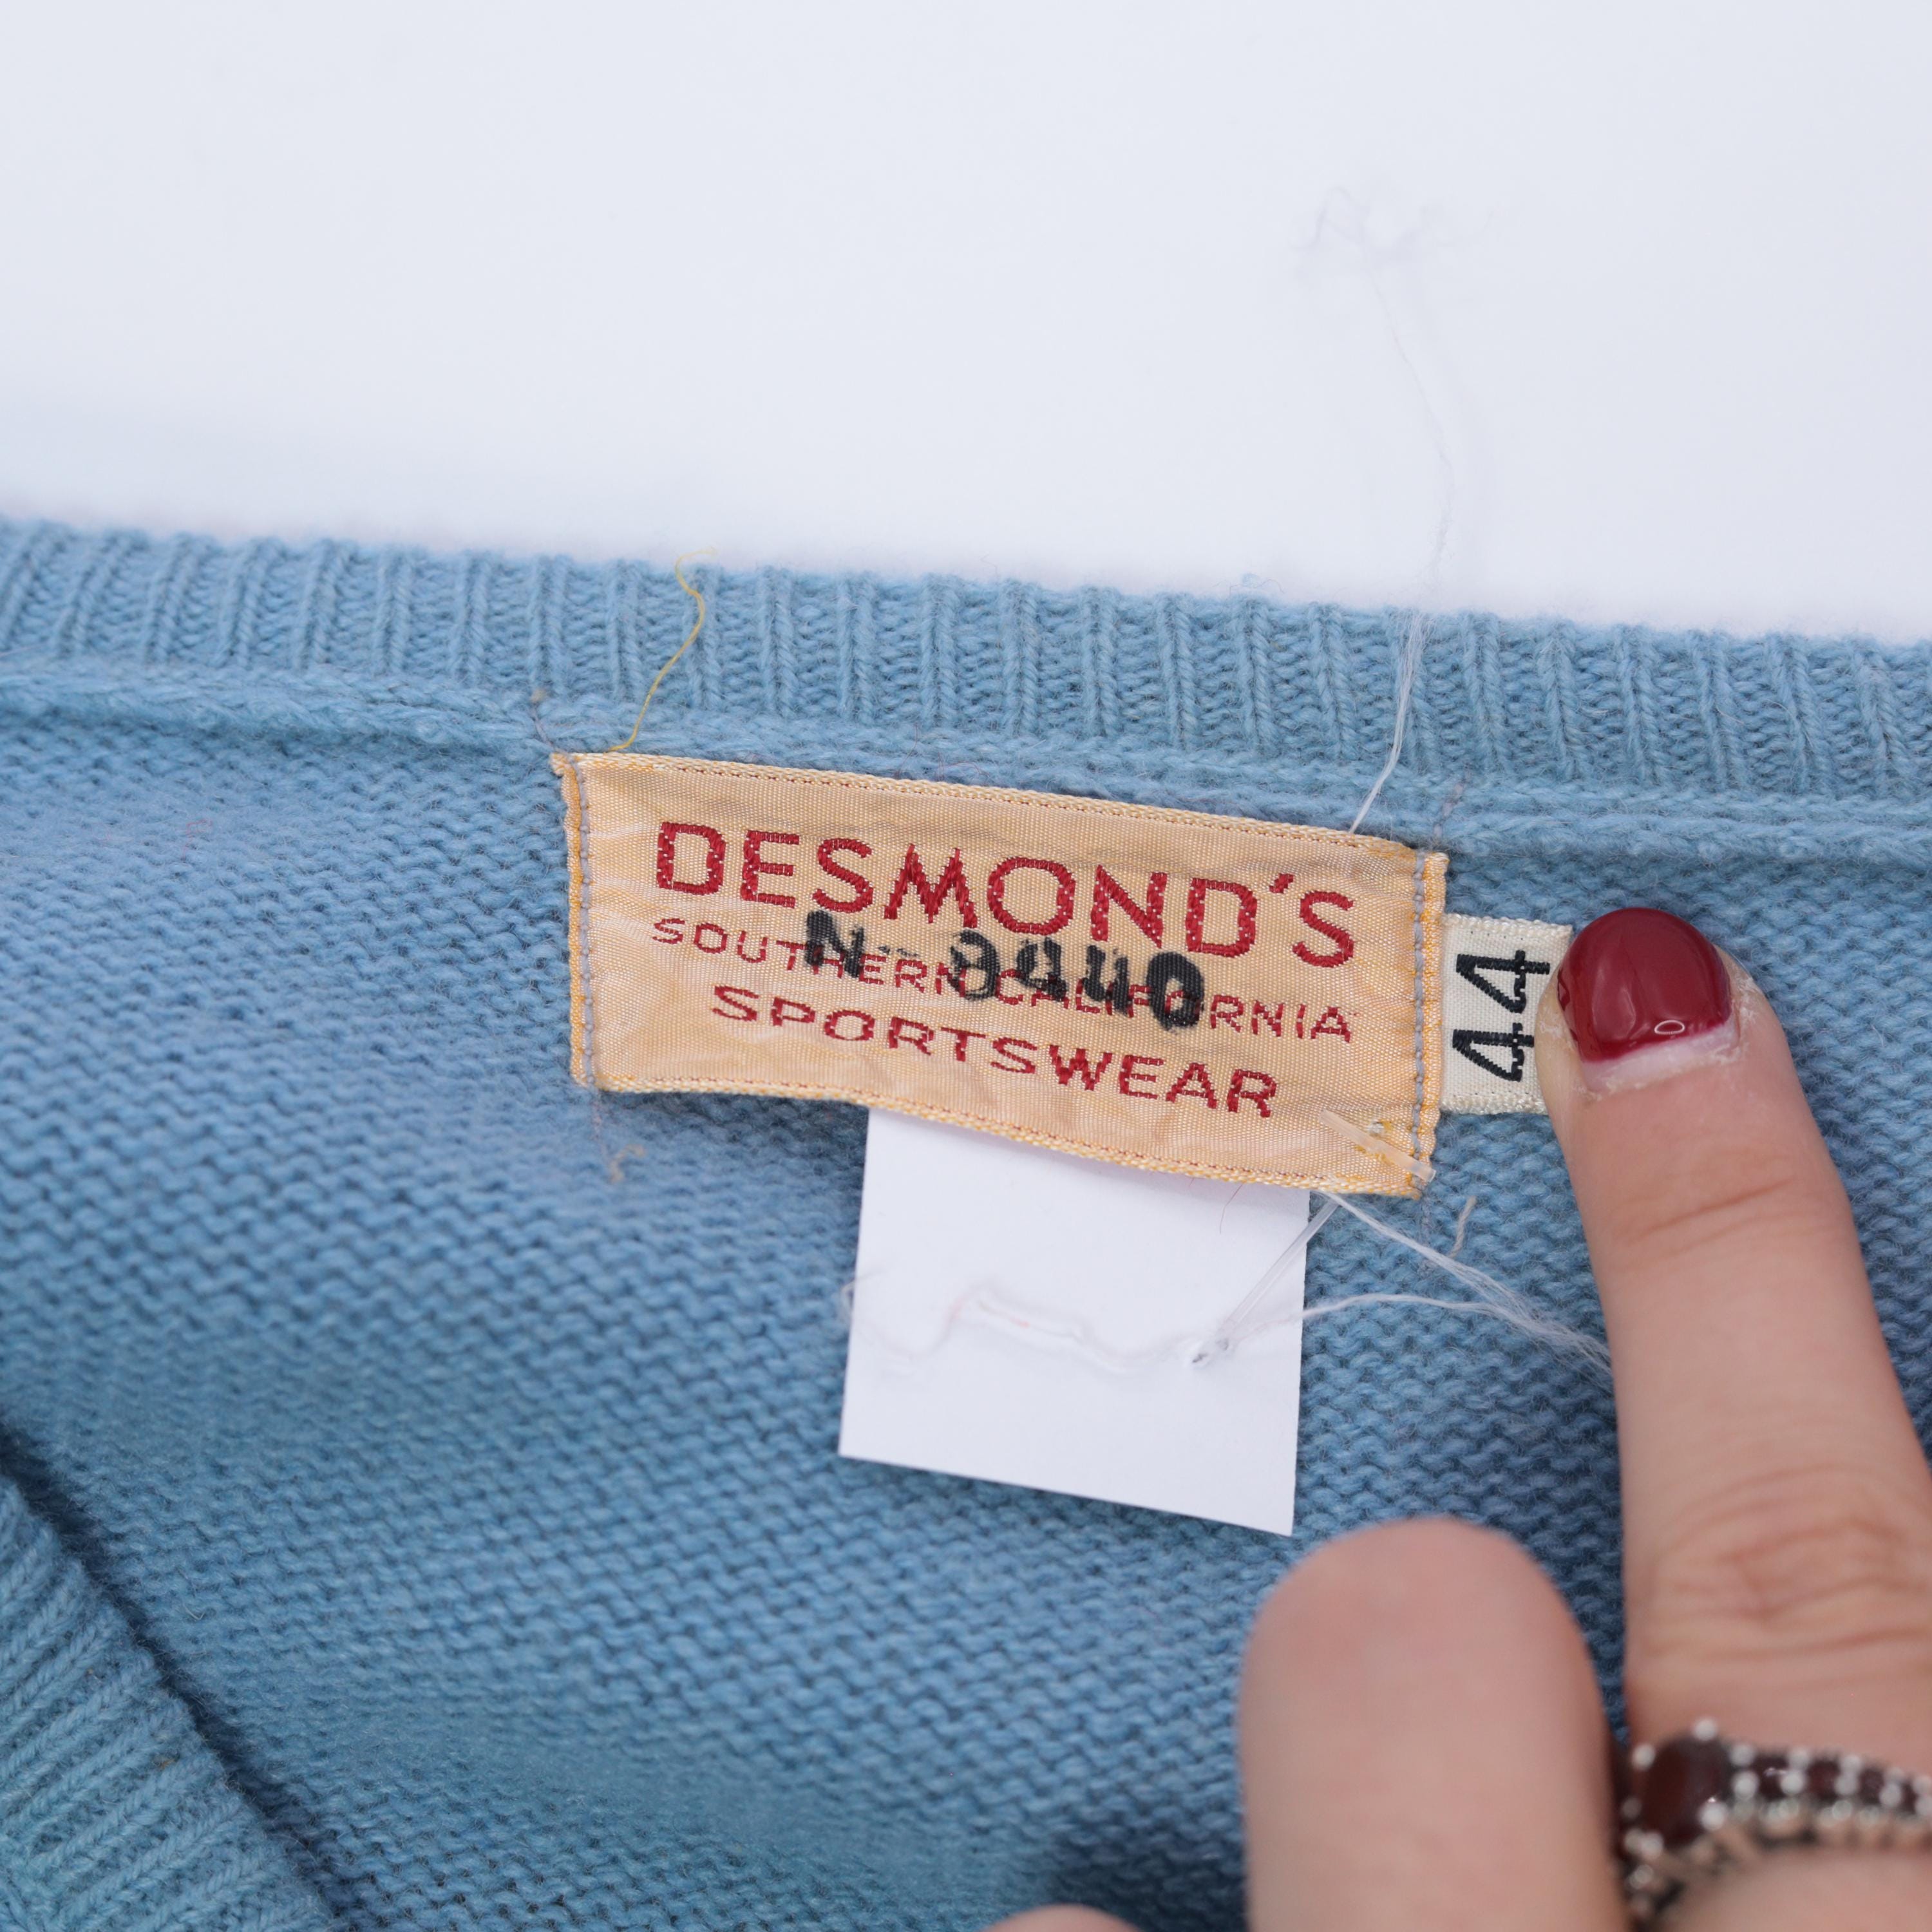 DESMOND'S
SOUTHERN CALIFORNIA
N-9440
SPORTSWEAR
44